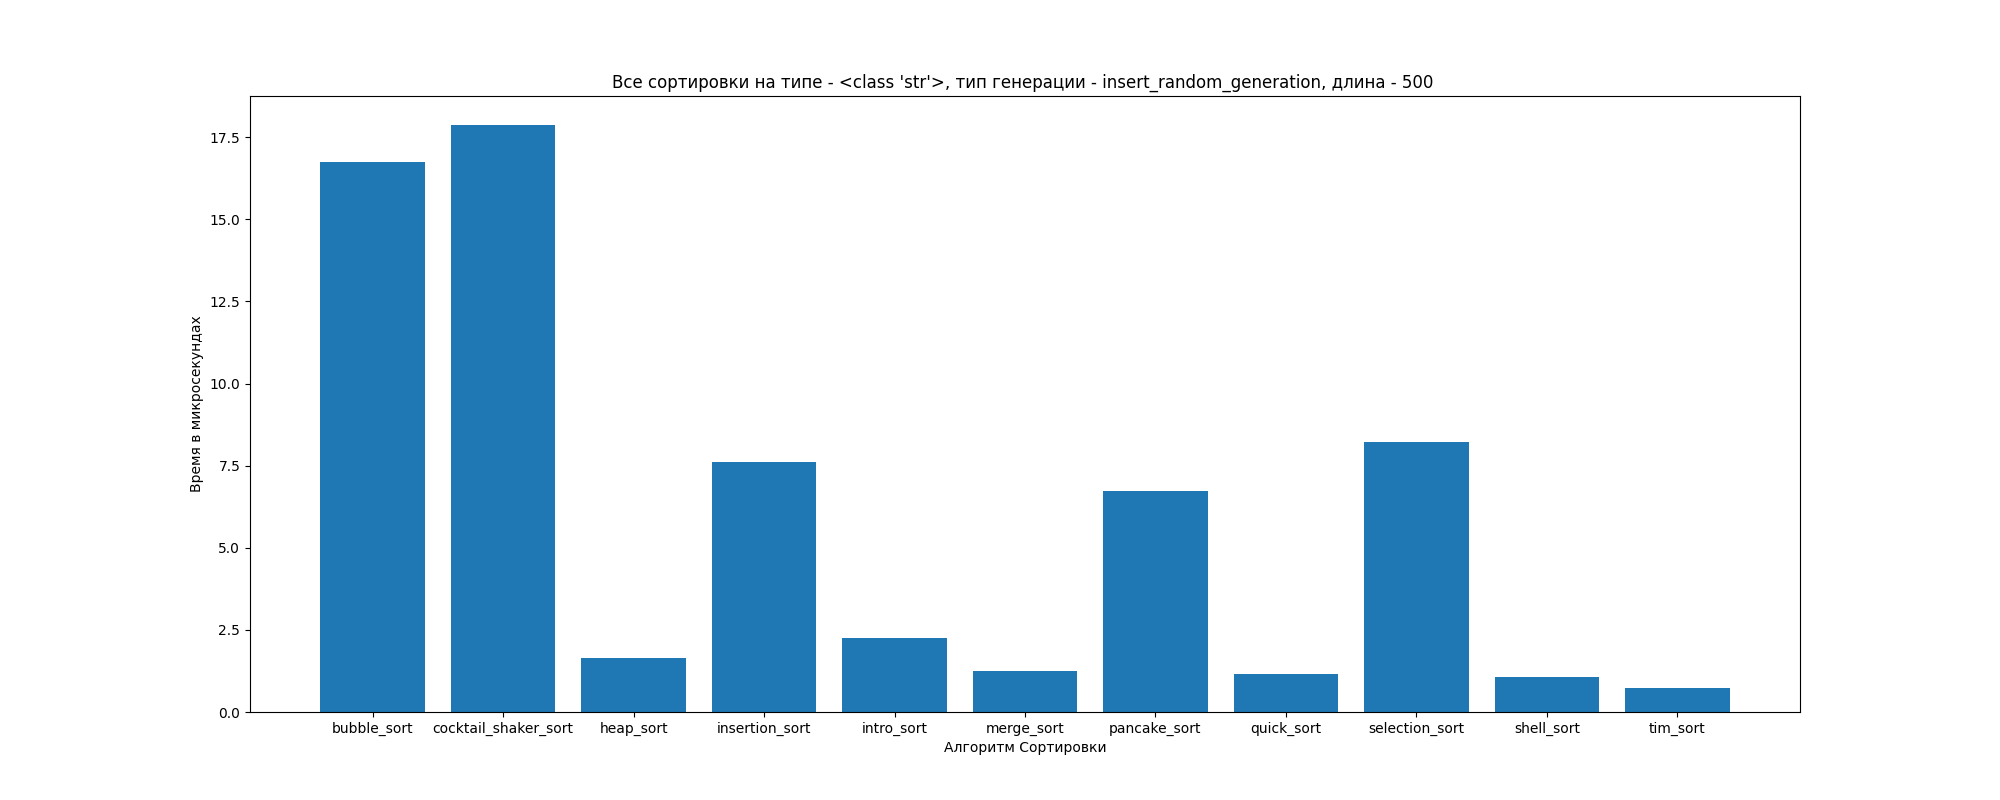 Все сортировки на типе - <class 'str'>, тип генерации - insert_random_generation, длина - 500
Время в микросекундах
17.5
15.0
12.5
10.0
7.5
5.0
2.5
0.0
bubble_sort
cocktail_shaker_sort
heap_sort
insertion_sort
intro_sort
merge_sort
pancake_sort
quick_sort
selection_sort
shell_sort
tim_sort
Алгоритм Сортировки